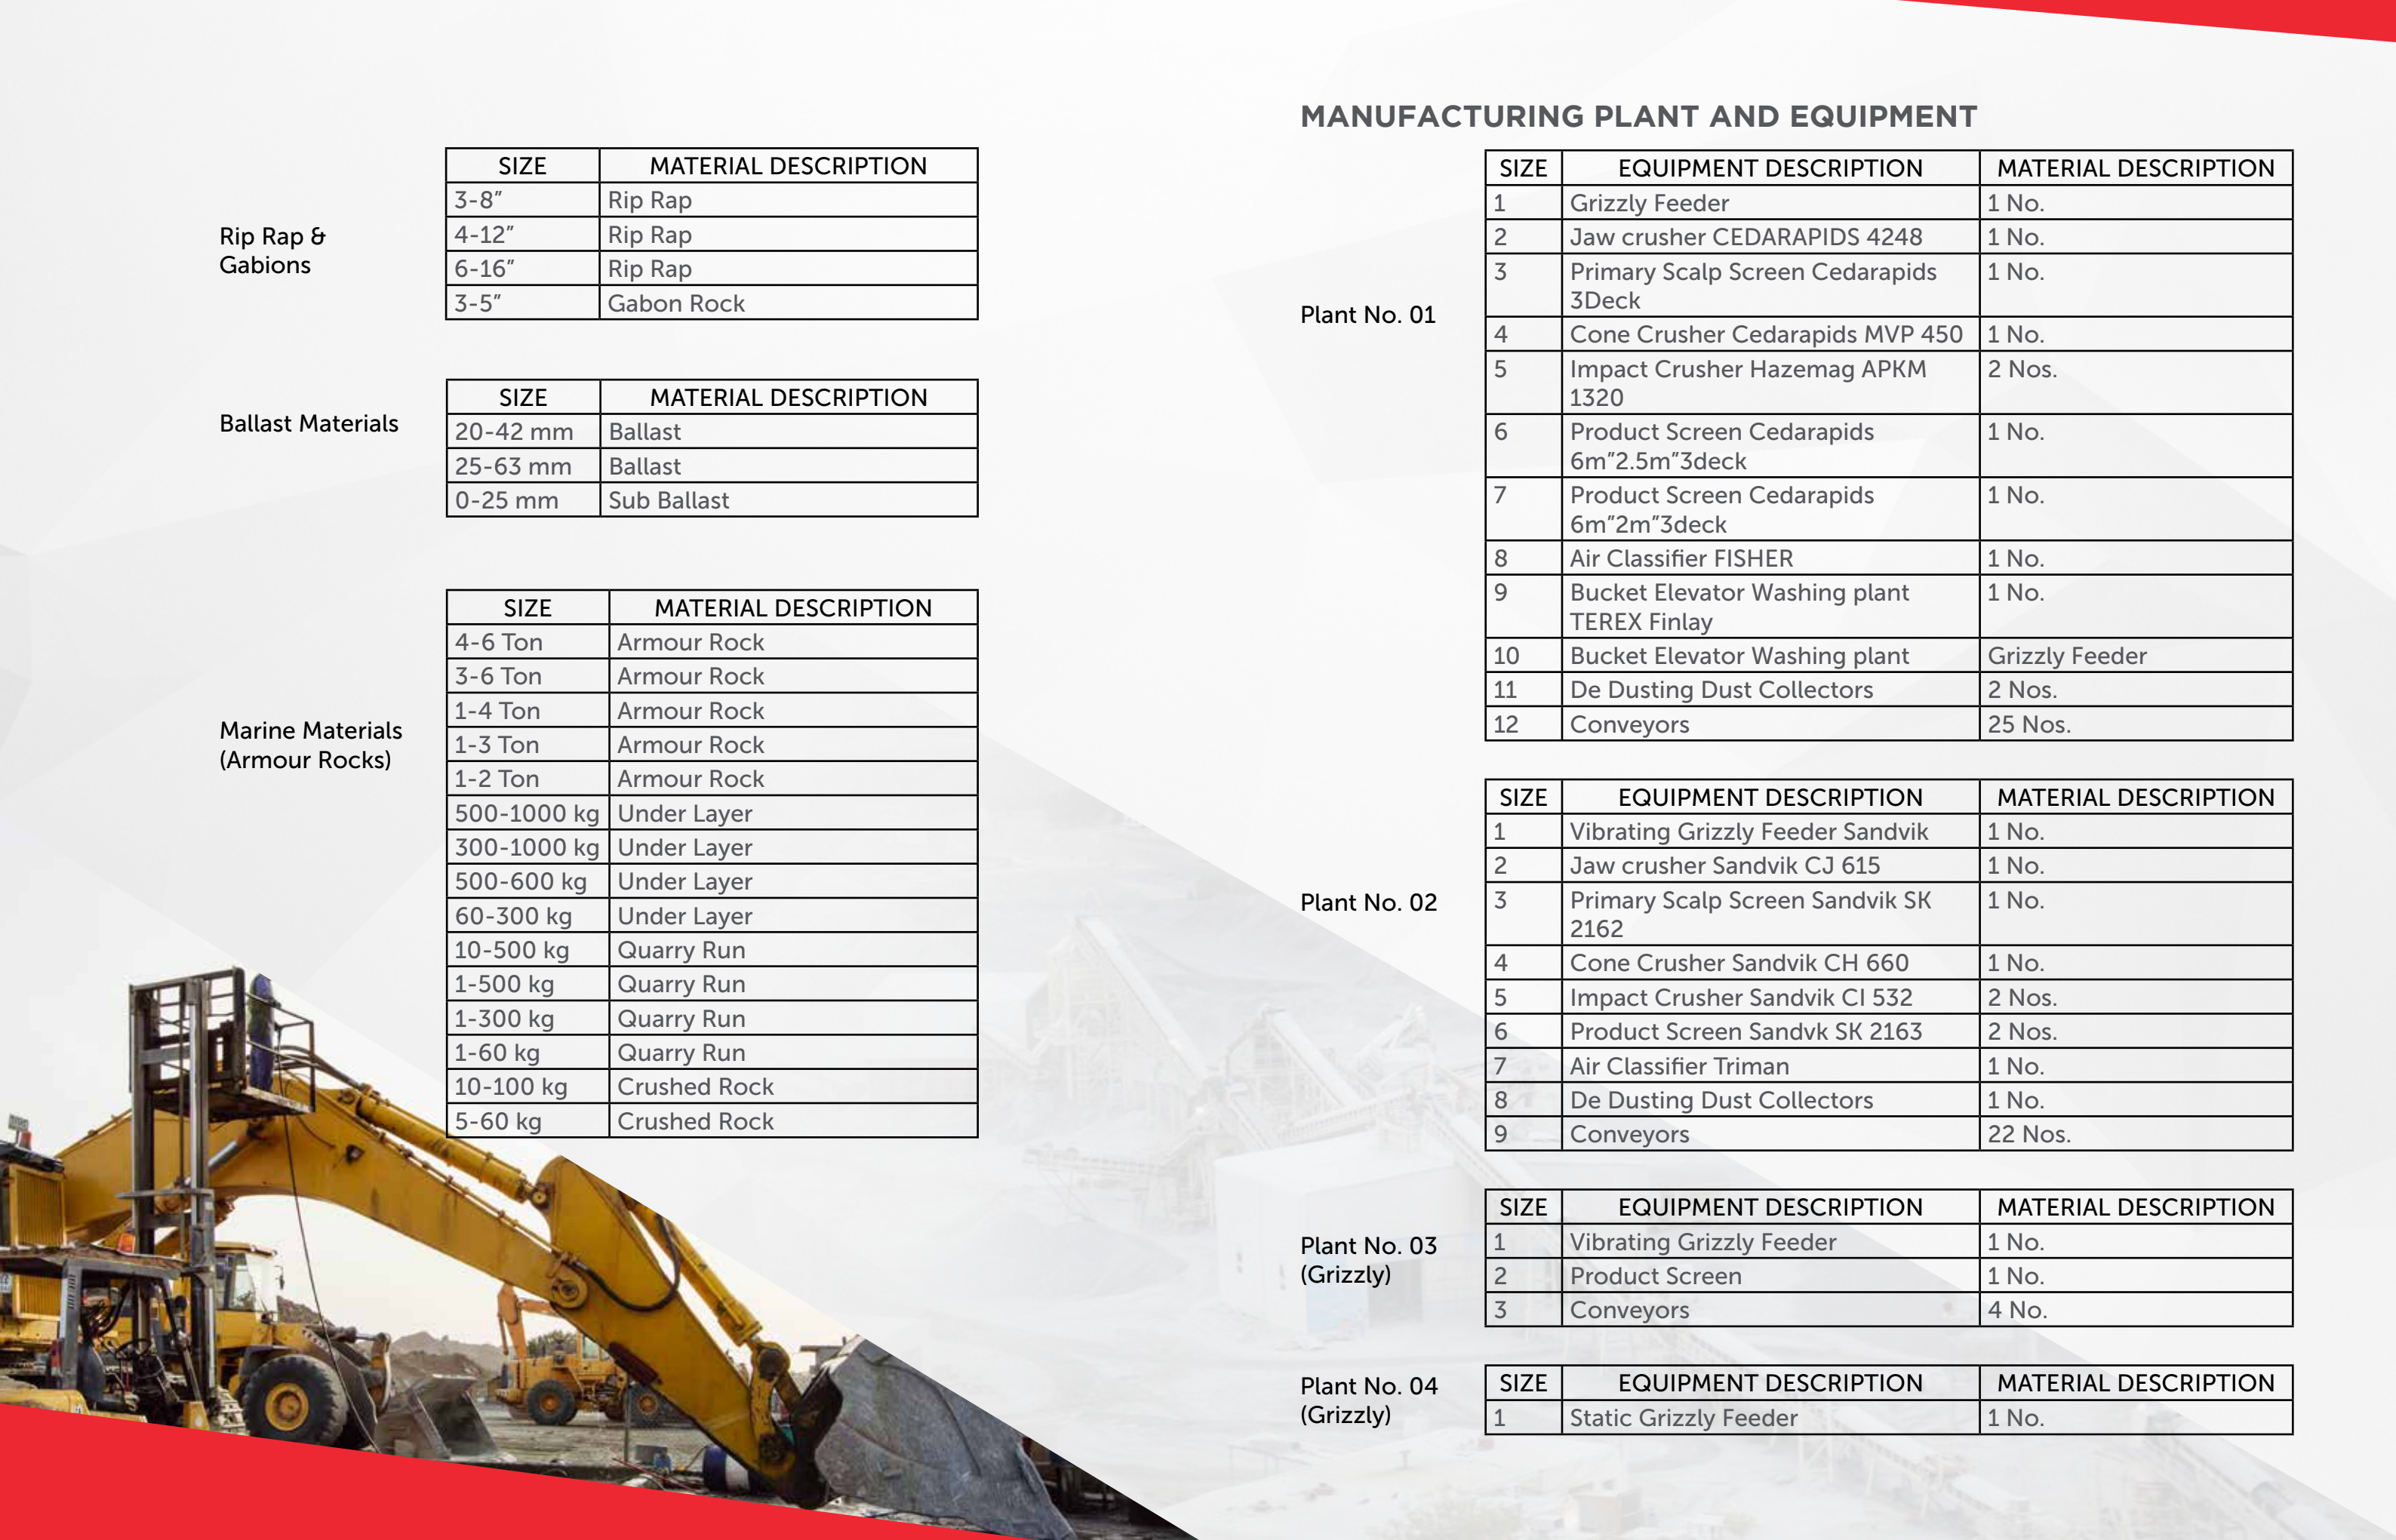 Rip Rap &
Gabions
SIZE MATERIAL DESCRIPTION
3-8” Rip Rap
4-12” Rip Rap
6-16” Rip Rap
3-5” Gabon Rock
Ballast Materials
SIZE MATERIAL DESCRIPTION
20-42 mm Ballast
25-63 mm Ballast
0-25 mm Sub Ballast
Marine Materials
(Armour Rocks)
SIZE MATERIAL DESCRIPTION
4-6 Ton Armour Rock
3-6 Ton Armour Rock
1-4 Ton Armour Rock
1-3 Ton Armour Rock
1-2 Ton Armour Rock
500-1000 kg Under Layer
300-1000 kg Under Layer
500-600 kg Under Layer
60-300 kg Under Layer
10-500 kg Quarry Run
1-500 kg Quarry Run
1-300 kg Quarry Run
1-60 kg Quarry Run
10-100 kg Crushed Rock
5-60 kg Crushed Rock
MANUFACTURING PLANT AND EQUIPMENT
Plant No. 01
SIZE EQUIPMENT DESCRIPTION MATERIAL DESCRIPTION
1 Grizzly Feeder 1 No.
2 Jaw crusher CEDARAPIDS 4248 1 No.
3 Primary Scalp Screen Cedarapids 1 No.
3Deck
4 Cone Crusher Cedarapids MVP 450 1 No.
5 Impact Crusher Hazemag APKM 2 Nos.
1320
6 Product Screen Cedarapids 1 No.
6m”2.5m”3deck
7 Product Screen Cedarapids 1 No.
6m”2m”3deck
8 Air Classifier FISHER 1 No.
9 Bucket Elevator Washing plant 1 No.
TEREX Finlay
10 Bucket Elevator Washing plant Grizzly Feeder
11 De Dusting Dust Collectors 2 Nos.
12 Conveyors 25 Nos.
Plant No. 02
SIZE EQUIPMENT DESCRIPTION MATERIAL DESCRIPTION
1 Vibrating Grizzly Feeder Sandvik 1 No.
2 Jaw crusher Sandvik CJ 615 1 No.
3 Primary Scalp Screen Sandvik SK 1 No.
2162
4 Cone Crusher Sandvik CH 660 1 No.
5 Impact Crusher Sandvik CI 532 2 Nos.
6 Product Screen Sandvk SK 2163 2 Nos.
7 Air Classifier Triman 1 No.
8 De Dusting Dust Collectors 1 No.
9 Conveyors 22 Nos.
Plant No. 03
(Grizzly)
SIZE EQUIPMENT DESCRIPTION MATERIAL DESCRIPTION
1 Vibrating Grizzly Feeder 1 No.
2 Product Screen 1 No.
3 Conveyors 4 No.
Plant No. 04
(Grizzly)
SIZE EQUIPMENT DESCRIPTION MATERIAL DESCRIPTION
1 Static Grizzly Feeder 1 No.